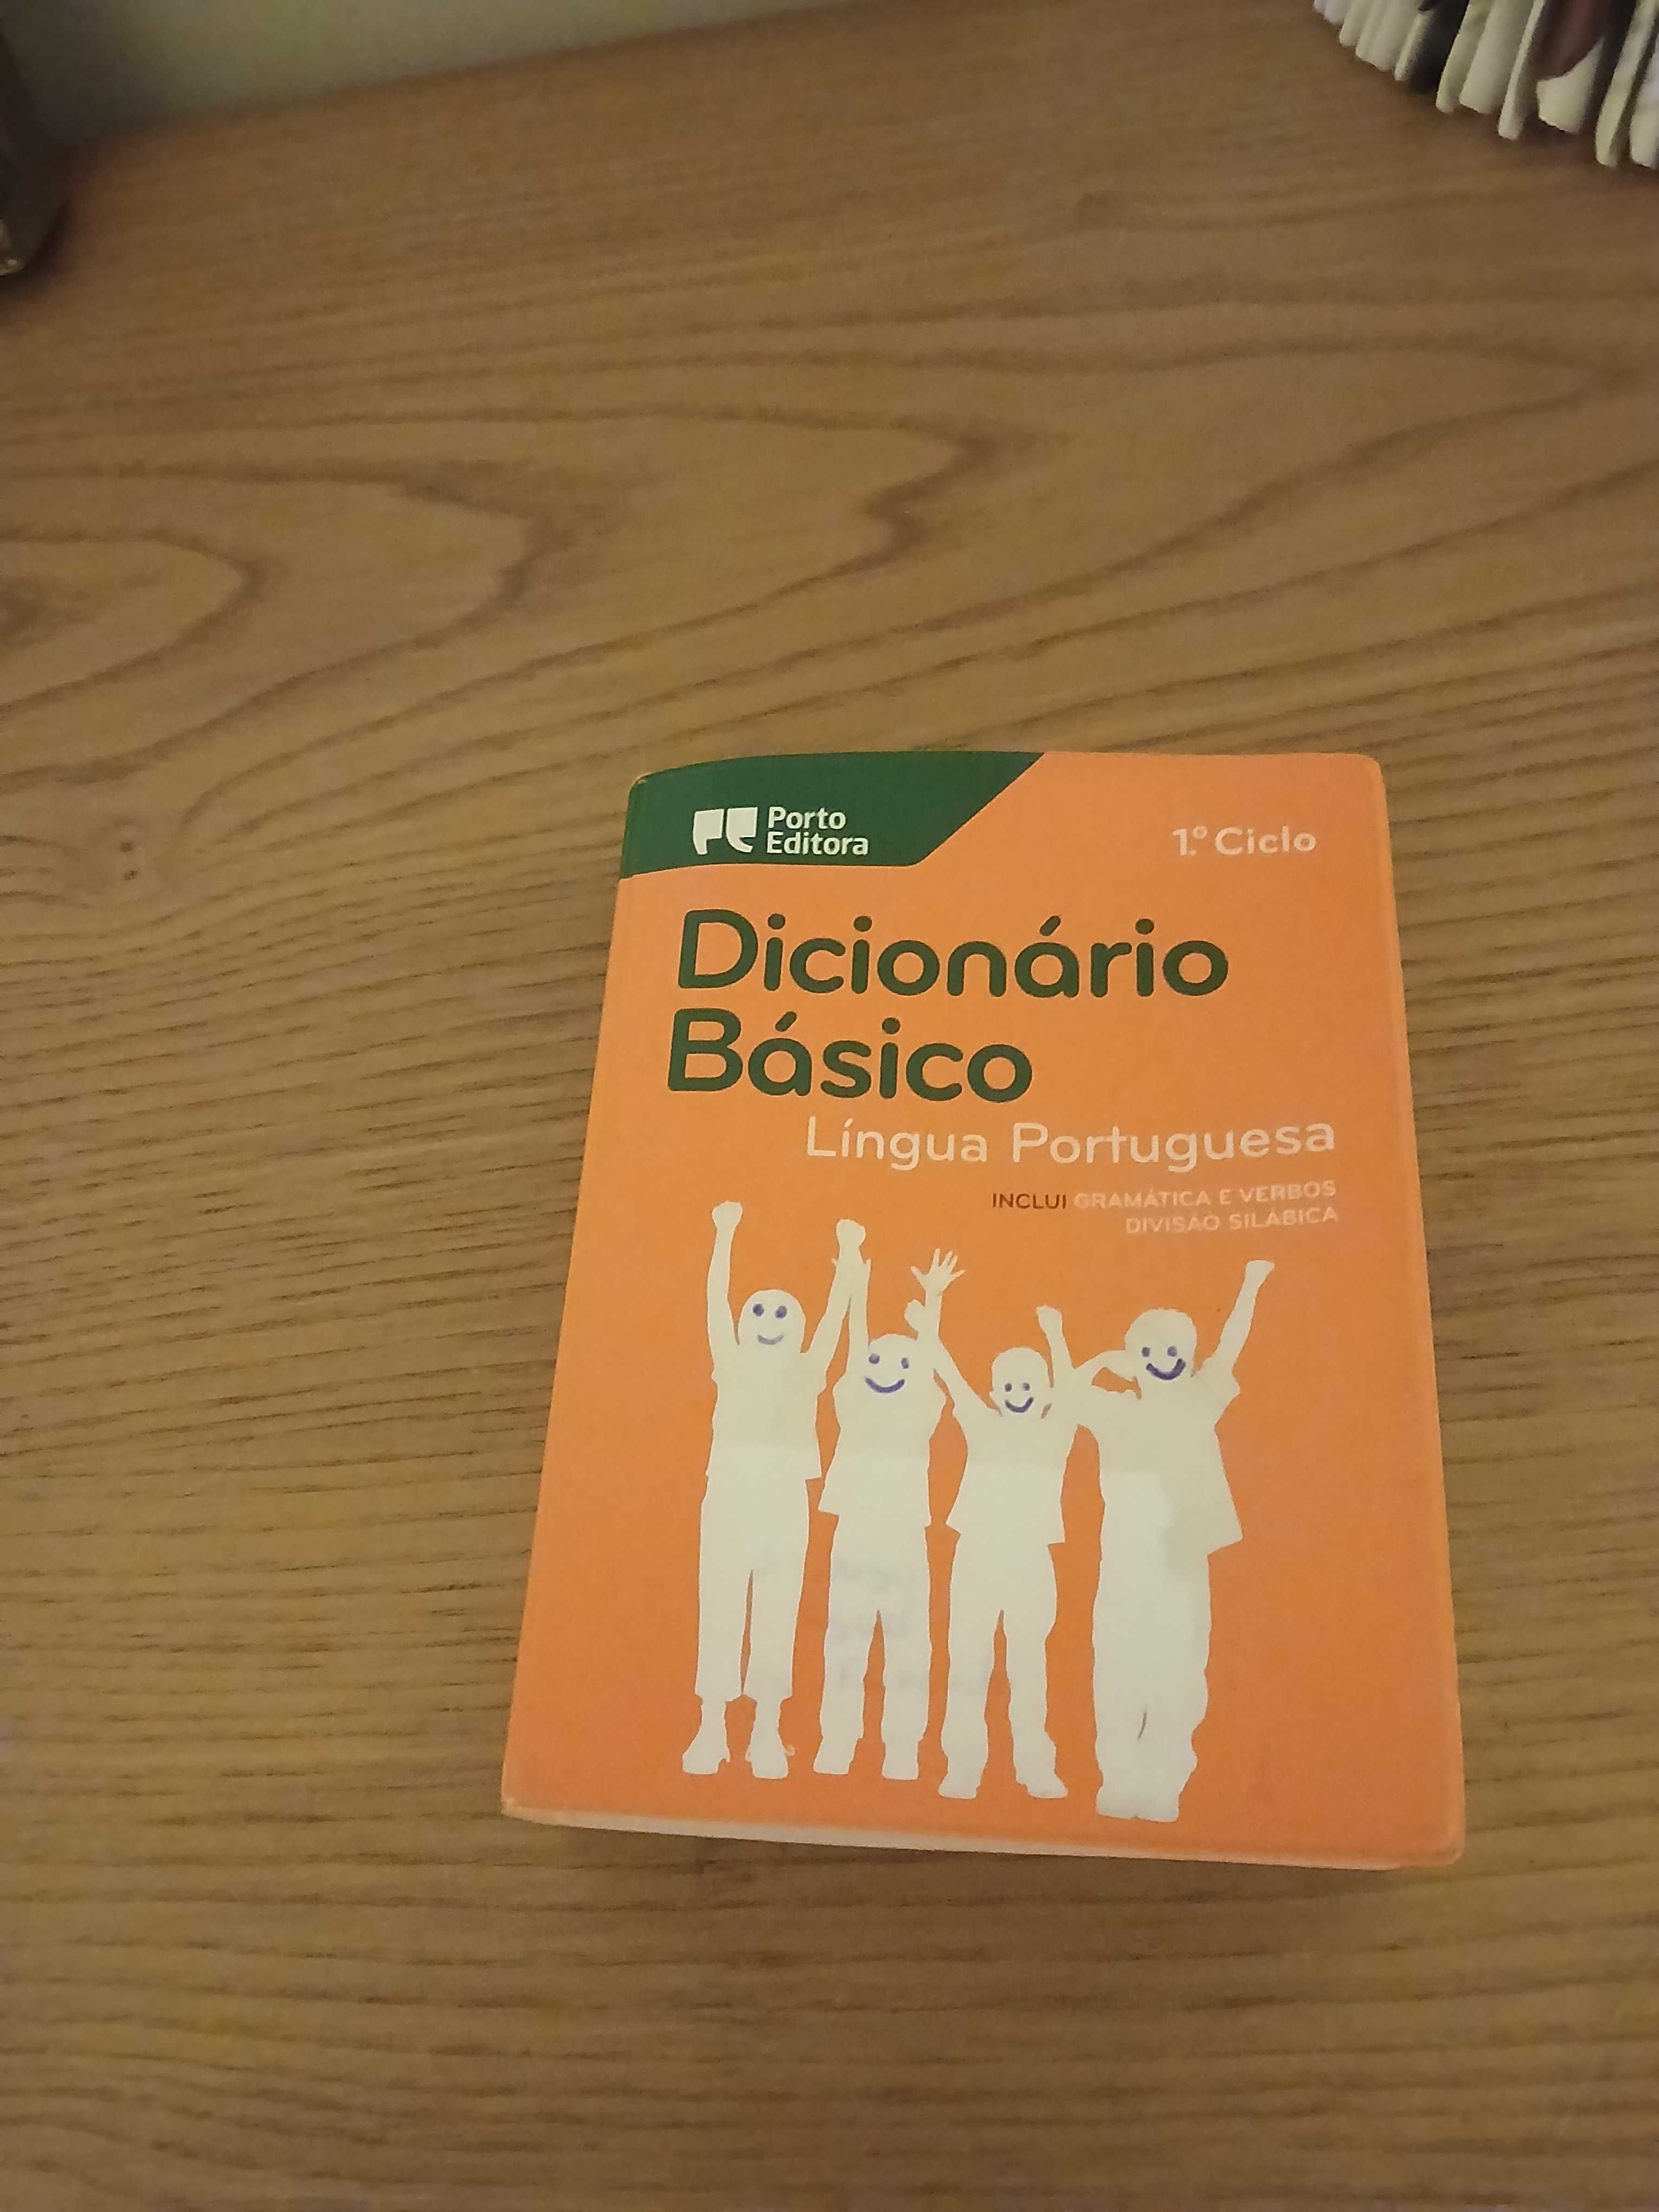 Porto
Editora
1.º Ciclo
Dicionário
Básico
Língua Portuguesa
INCLUI GRAMÁTICA E VERBOS
DIVISÃO SILÁBICA